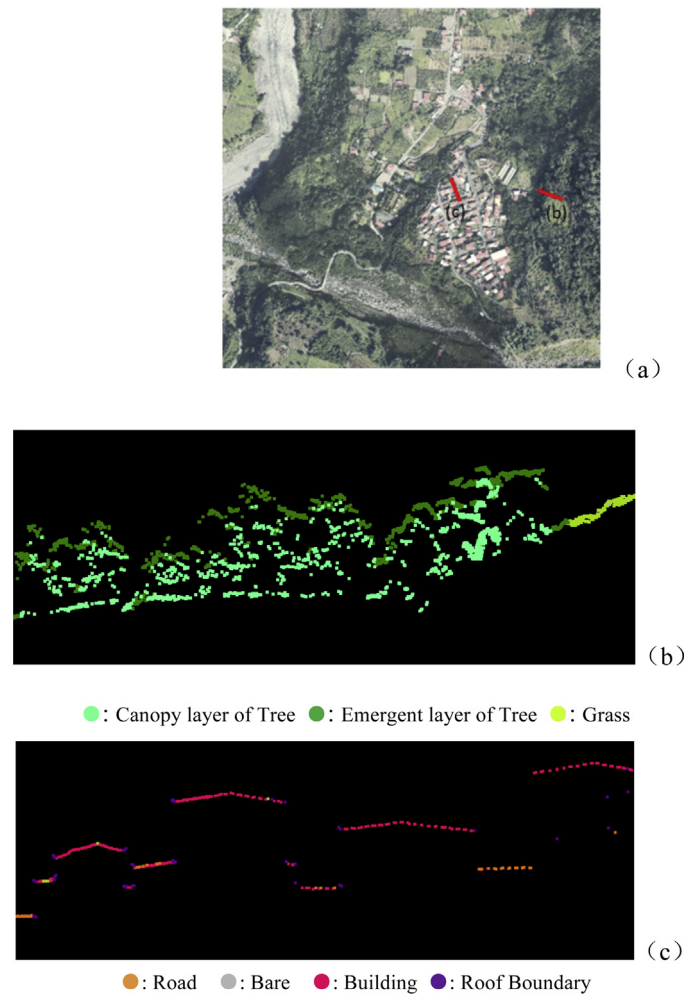 (c)
(b)
（a）
（b）
: Canopy layer of Tree : Emergent layer of Tree : Grass
（c）
: Road : Bare : Building : Roof Boundary